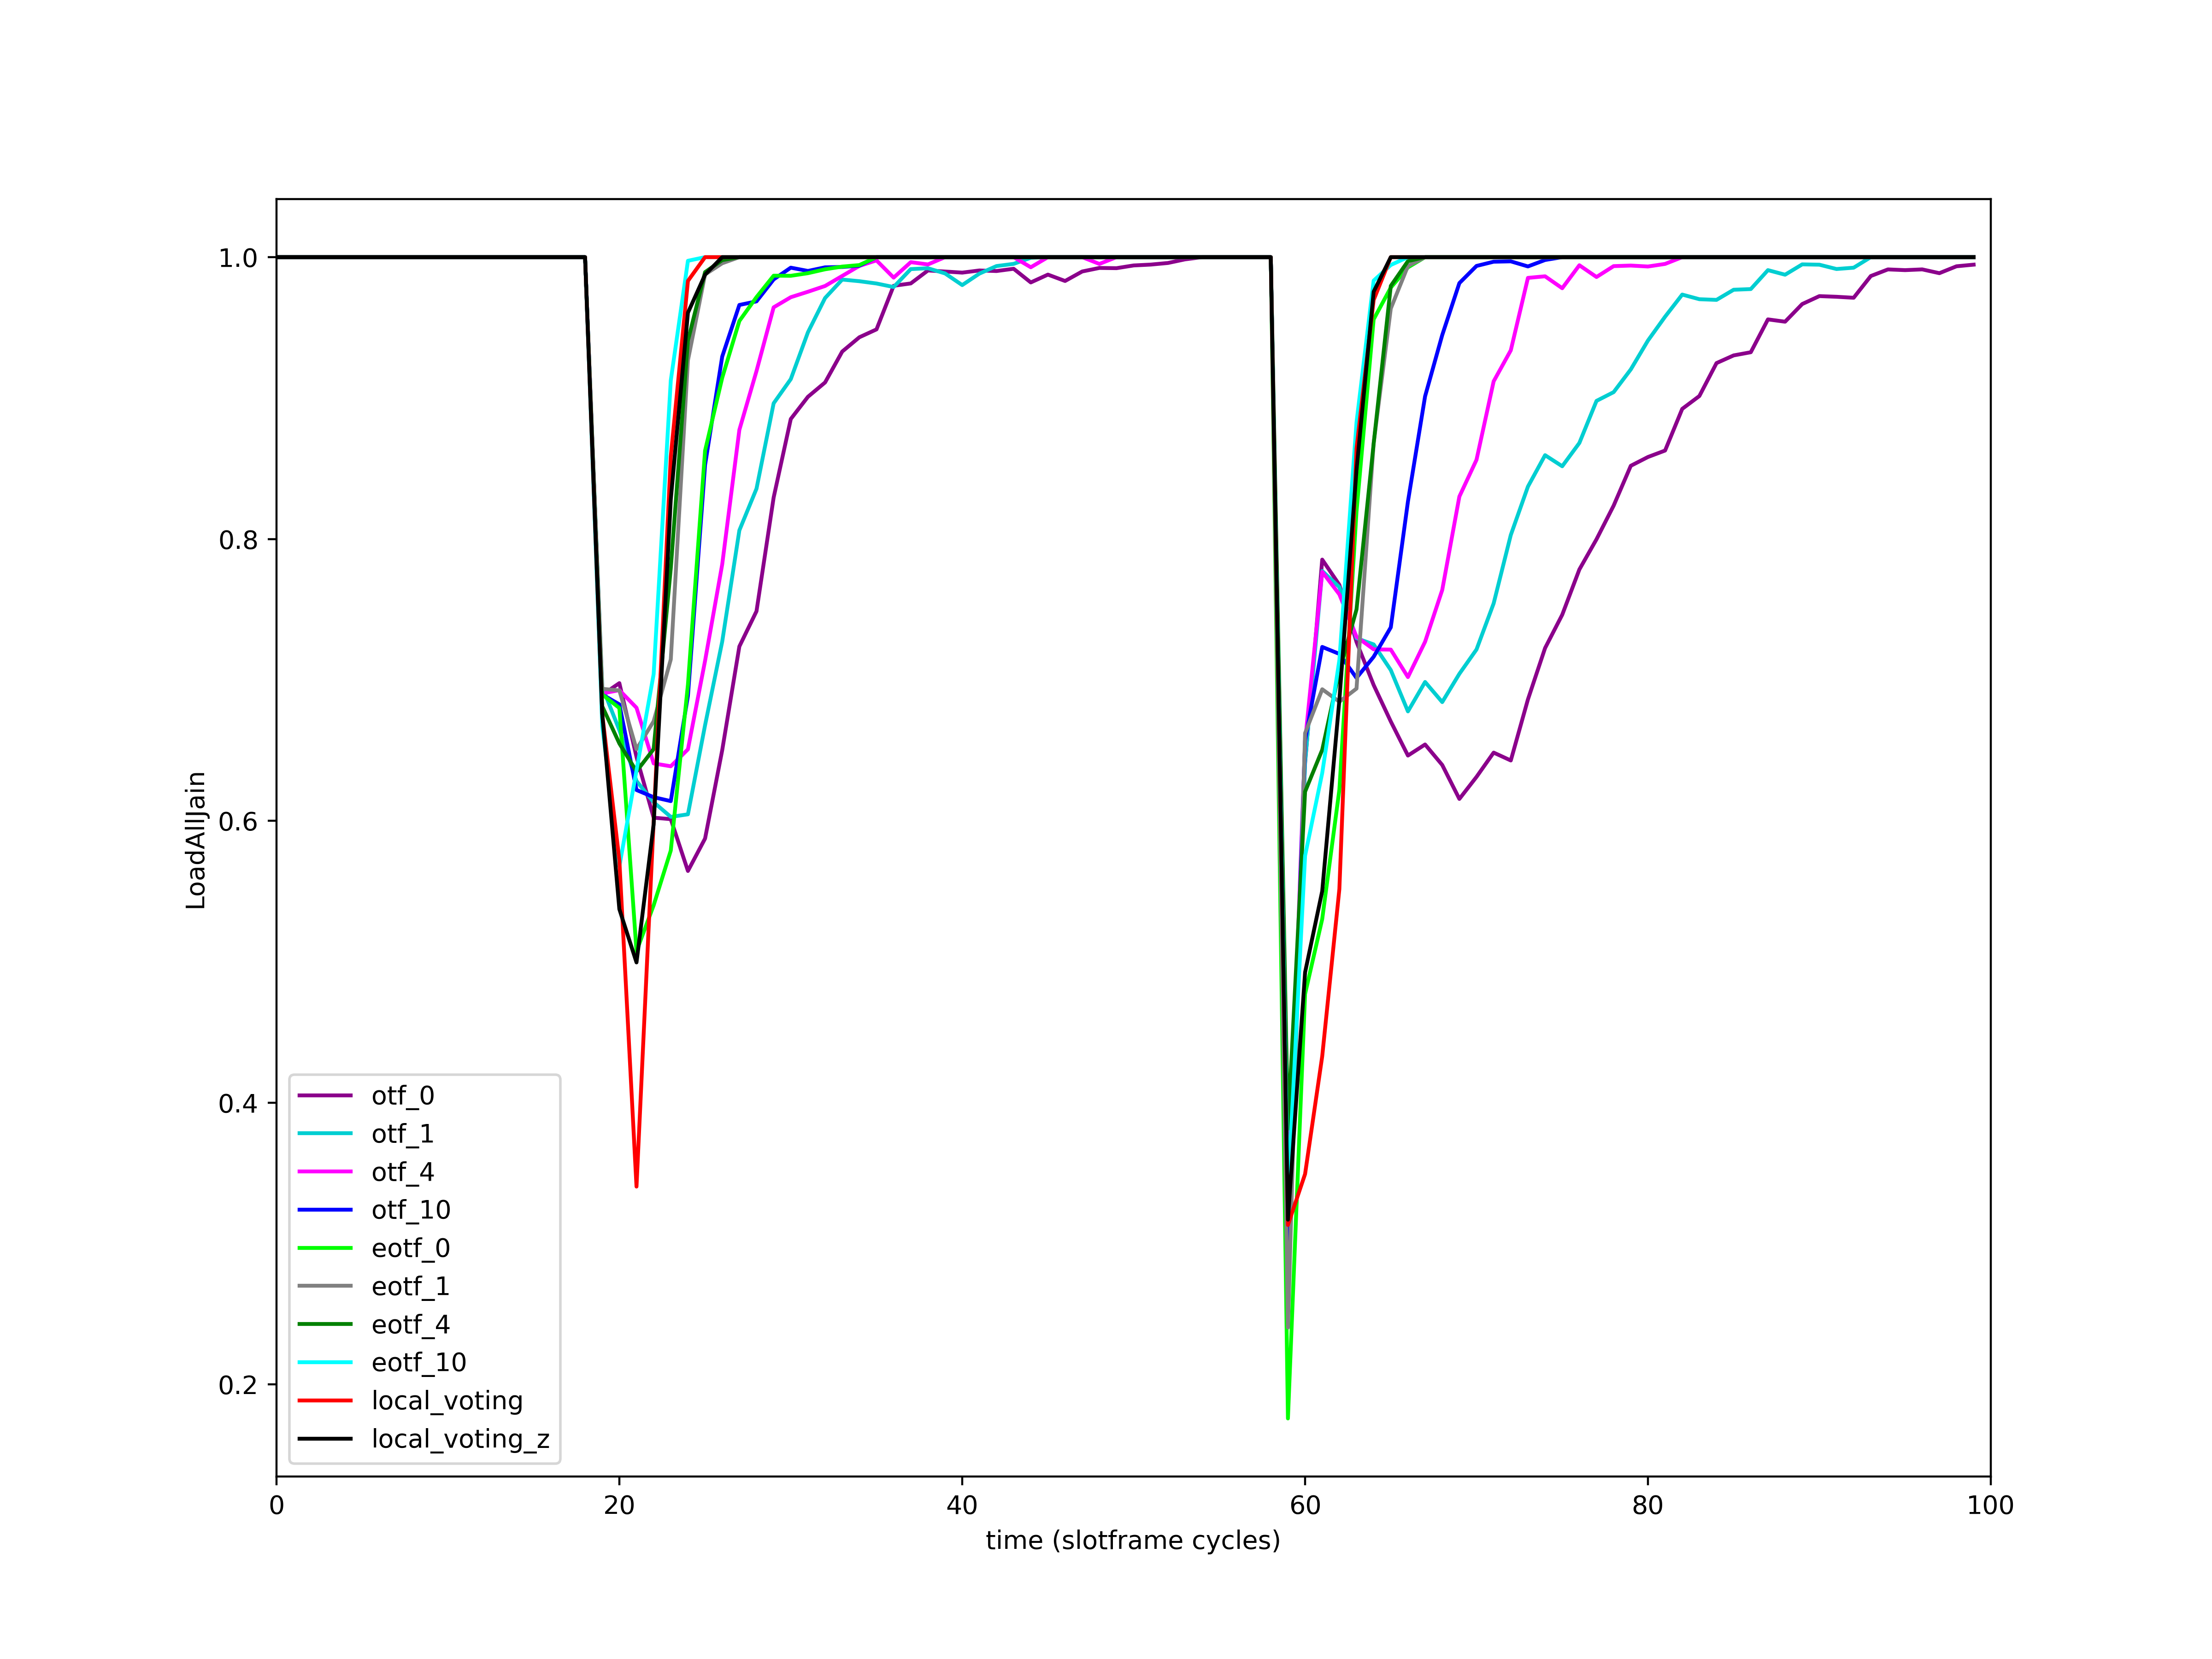 1.0
0.8
0.6
0.4
0.2
LoadAllJain
otf_0
otf_1
otf_4
otf_10
eotf_0
eotf_1
eotf_4
eotf_10
local_voting
local_voting_z
0 20 40 60 80 100
time (slotframe cycles)